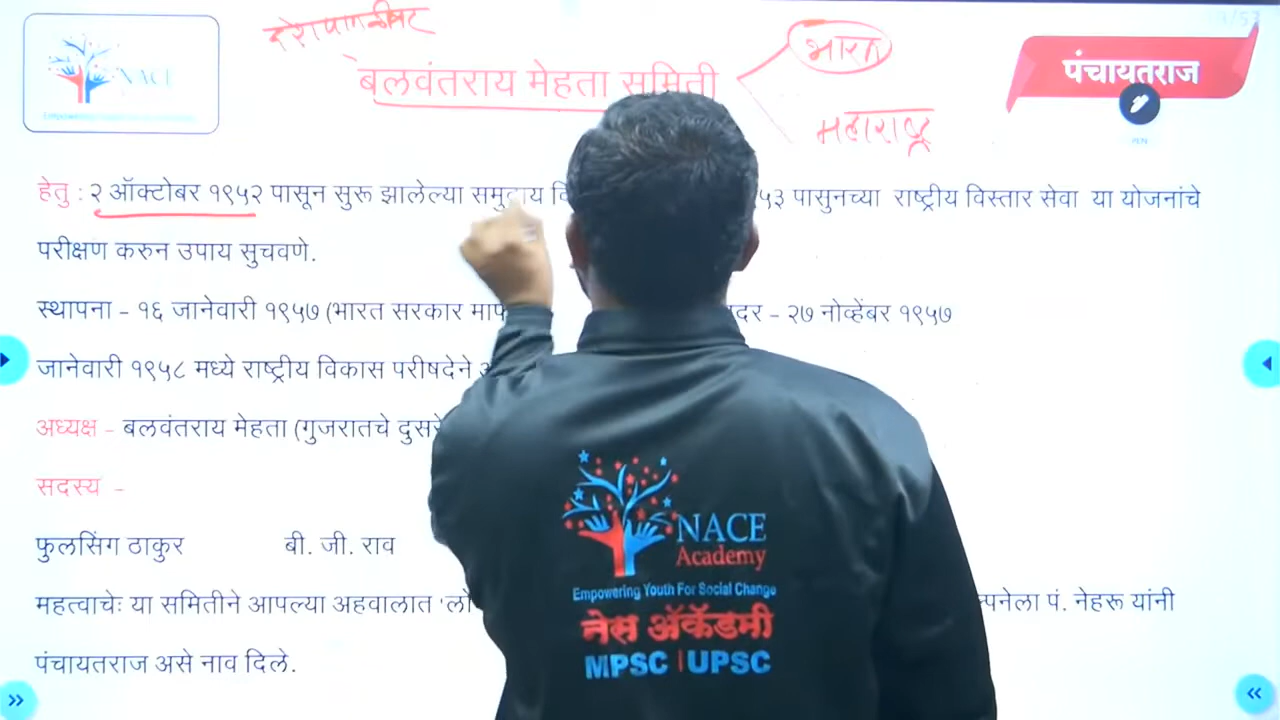 बलवंतराय मेहता समिती
भारत
महाराष्ट्र
पंचायतराज
NACE
हेतु : २ ऑक्टोबर १९५२ पासून सुरू झालेल्या समुदाय वि ५३ पासुनच्या राष्ट्रीय विस्तार सेवा या योजनांचे
परीक्षण करुन उपाय सुचवणे.
स्थापना - १६ जानेवारी १९५७ (भारत सरकार मार्फ दर - २७ नोव्हेंबर १९५७
जानेवारी १९५८ मध्ये राष्ट्रीय विकास परीषदेने
अध्यक्ष - बलवंतराय मेहता (गुजरातचे दुसरे
सदस्य -
फुलसिंग ठाकुर बी. जी. राव
महत्वाचेः या समितीने आपल्या अहवालात 'लो पनेला पं. नेहरू यांनी
पंचायतराज असे नाव दिले.
NACE
Academy
Empowering Youth For Social Change
नेस ॲकॅडमी
MPSC | UPSC